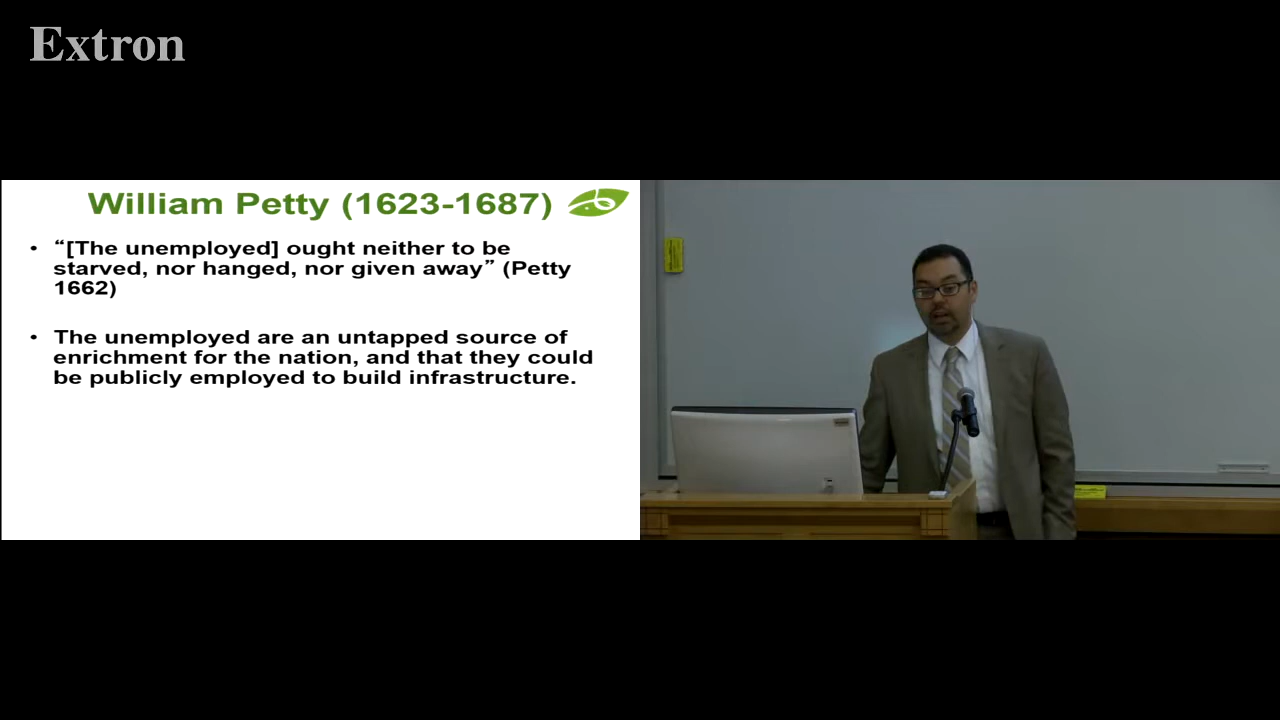 Extron
William Petty (1623-1687)
• “[The unemployed] ought neither to be
starved, nor hanged, nor given away” (Petty
1662)
• The unemployed are an untapped source of
enrichment for the nation, and that they could
be publicly employed to build infrastructure.